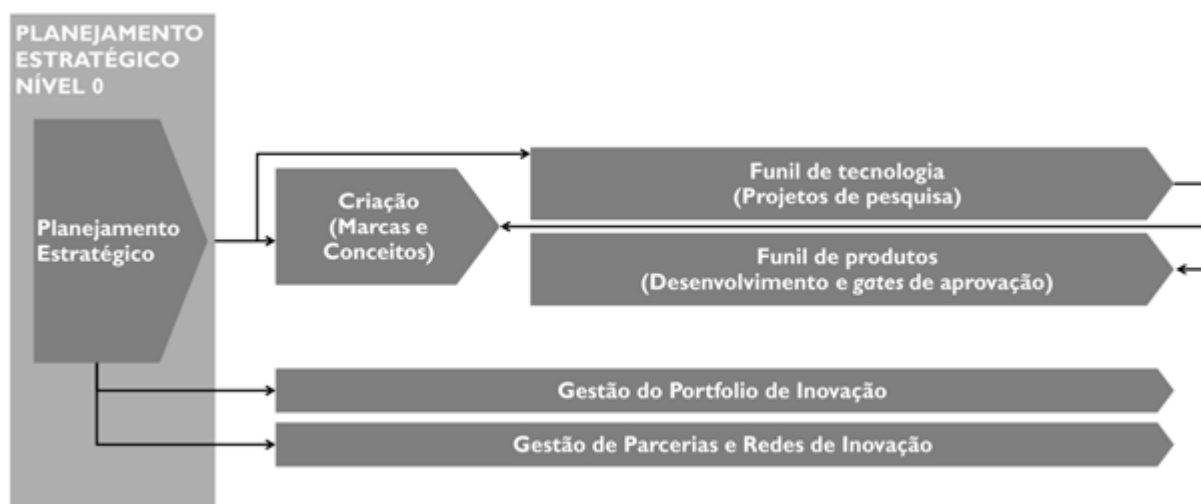 PLANEJAMENTO
ESTRATÉGICO
NÍVEL 0
Planejamento
Estratégico
Criação
(Marcas e
Conceitos)
Funil de tecnologia
(Projetos de pesquisa)
Funil de produtos
(Desenvolvimento e gates de aprovação)
Gestão do Portfolio de Inovação
Gestão de Parcerias e Redes de Inovação